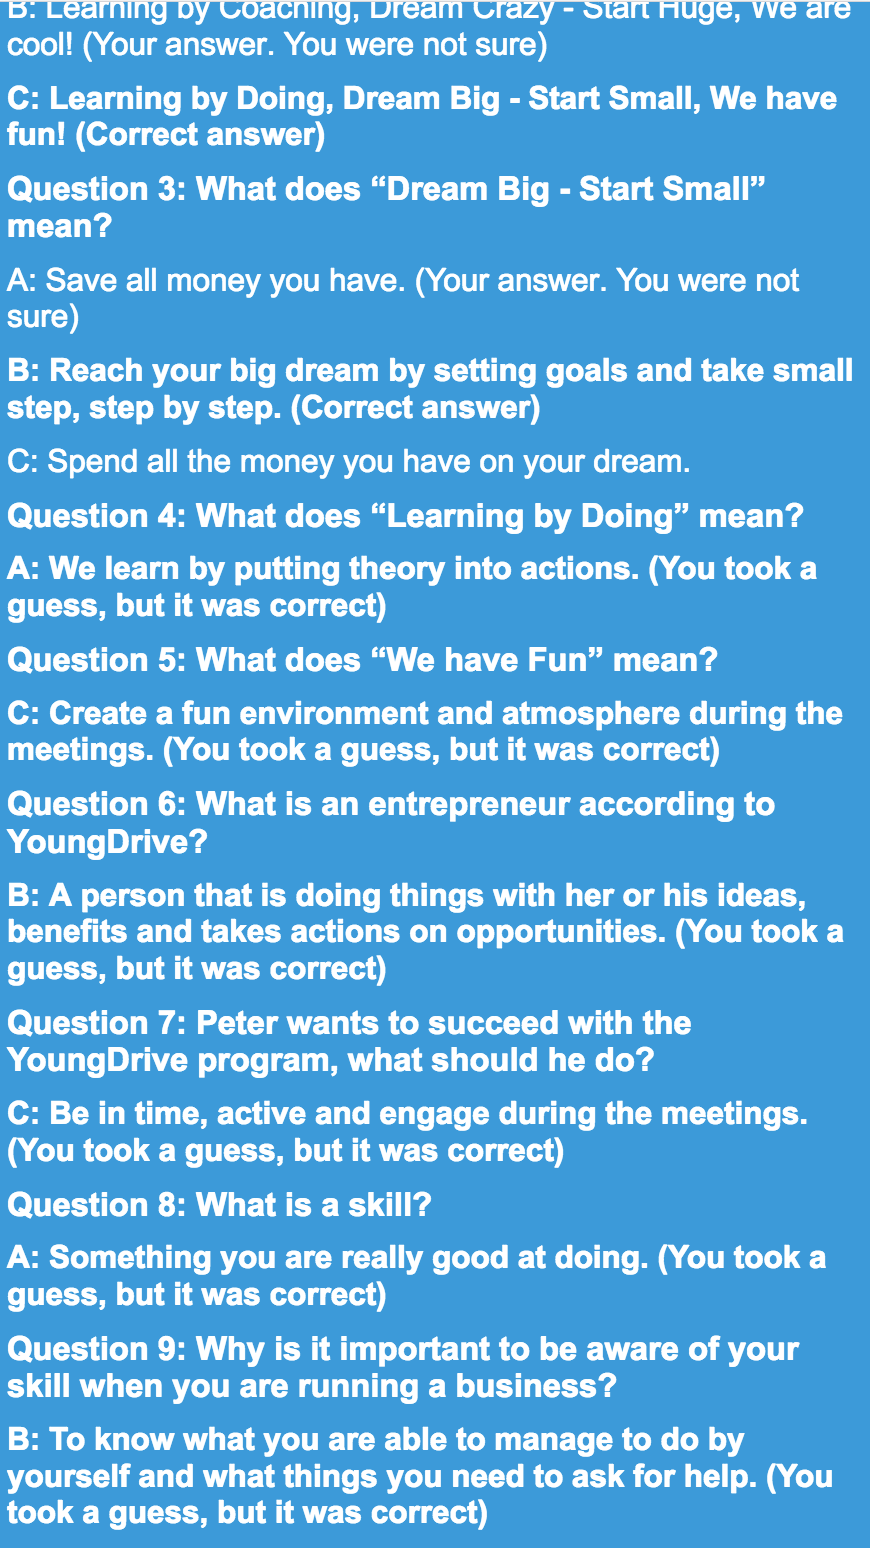 B: Learning by Coaching, Dream Crazy - Start Huge, We are
cool! (Your answer. You were not sure)
C: Learning by Doing, Dream Big - Start Small, We have
fun! (Correct answer)
Question 3: What does “Dream Big - Start Small”
mean?
A: Save all money you have. (Your answer. You were not
sure)
B: Reach your big dream by setting goals and take small
step, step by step. (Correct answer)
C: Spend all the money you have on your dream.
Question 4: What does “Learning by Doing” mean?
A: We learn by putting theory into actions. (You took a
guess, but it was correct)
Question 5: What does “We have Fun” mean?
C: Create a fun environment and atmosphere during the
meetings. (You took a guess, but it was correct)
Question 6: What is an entrepreneur according to
YoungDrive?
B: A person that is doing things with her or his ideas,
benefits and takes actions on opportunities. (You took a
guess, but it was correct)
Question 7: Peter wants to succeed with the
YoungDrive program, what should he do?
C: Be in time, active and engage during the meetings.
(You took a guess, but it was correct)
Question 8: What is a skill?
A: Something you are really good at doing. (You took a
guess, but it was correct)
Question 9: Why is it important to be aware of your
skill when you are running a business?
B: To know what you are able to manage to do by
yourself and what things you need to ask for help. (You
took a guess, but it was correct)